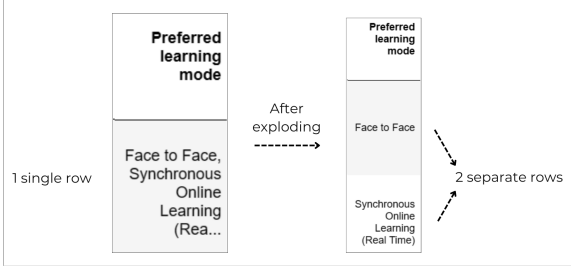 Preferred
learning
mode
Face to Face,
Synchronous
Online
Learning
(Rea...
1 single row
After
exploding
Preferred
learning
mode
Face to Face
Synchronous
Online
Learning
(Real Time)
2 separate rows